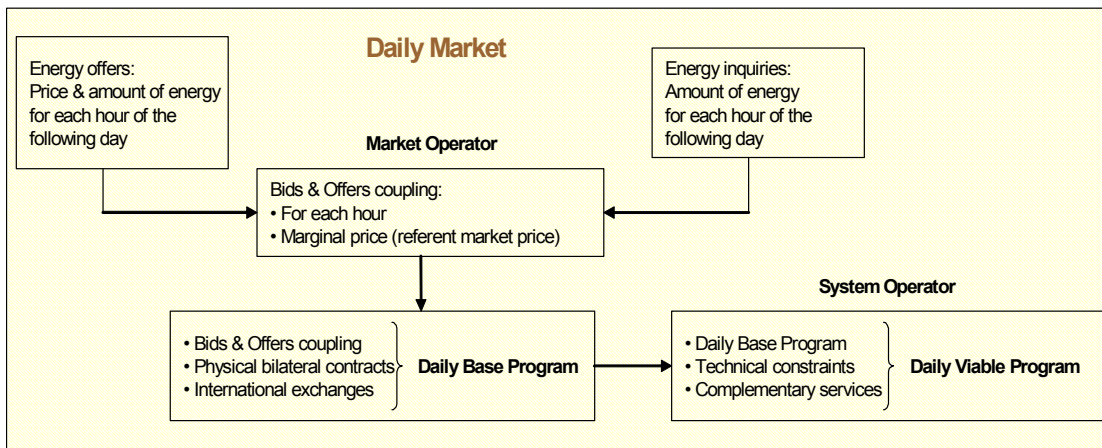 Daily Market
Energy offers:
Price & amount of energy
for each hour of the
following day
Energy inquiries:
Amount of energy
for each hour of the
following day
Market Operator
Bids & Offers coupling:
• For each hour
• Marginal price (referent market price)
System Operator
• Bids & Offers coupling
• Physical bilateral contracts
• International exchanges
Daily Base Program
• Daily Base Program
• Technical constraints
• Complementary services
Daily Viable Program